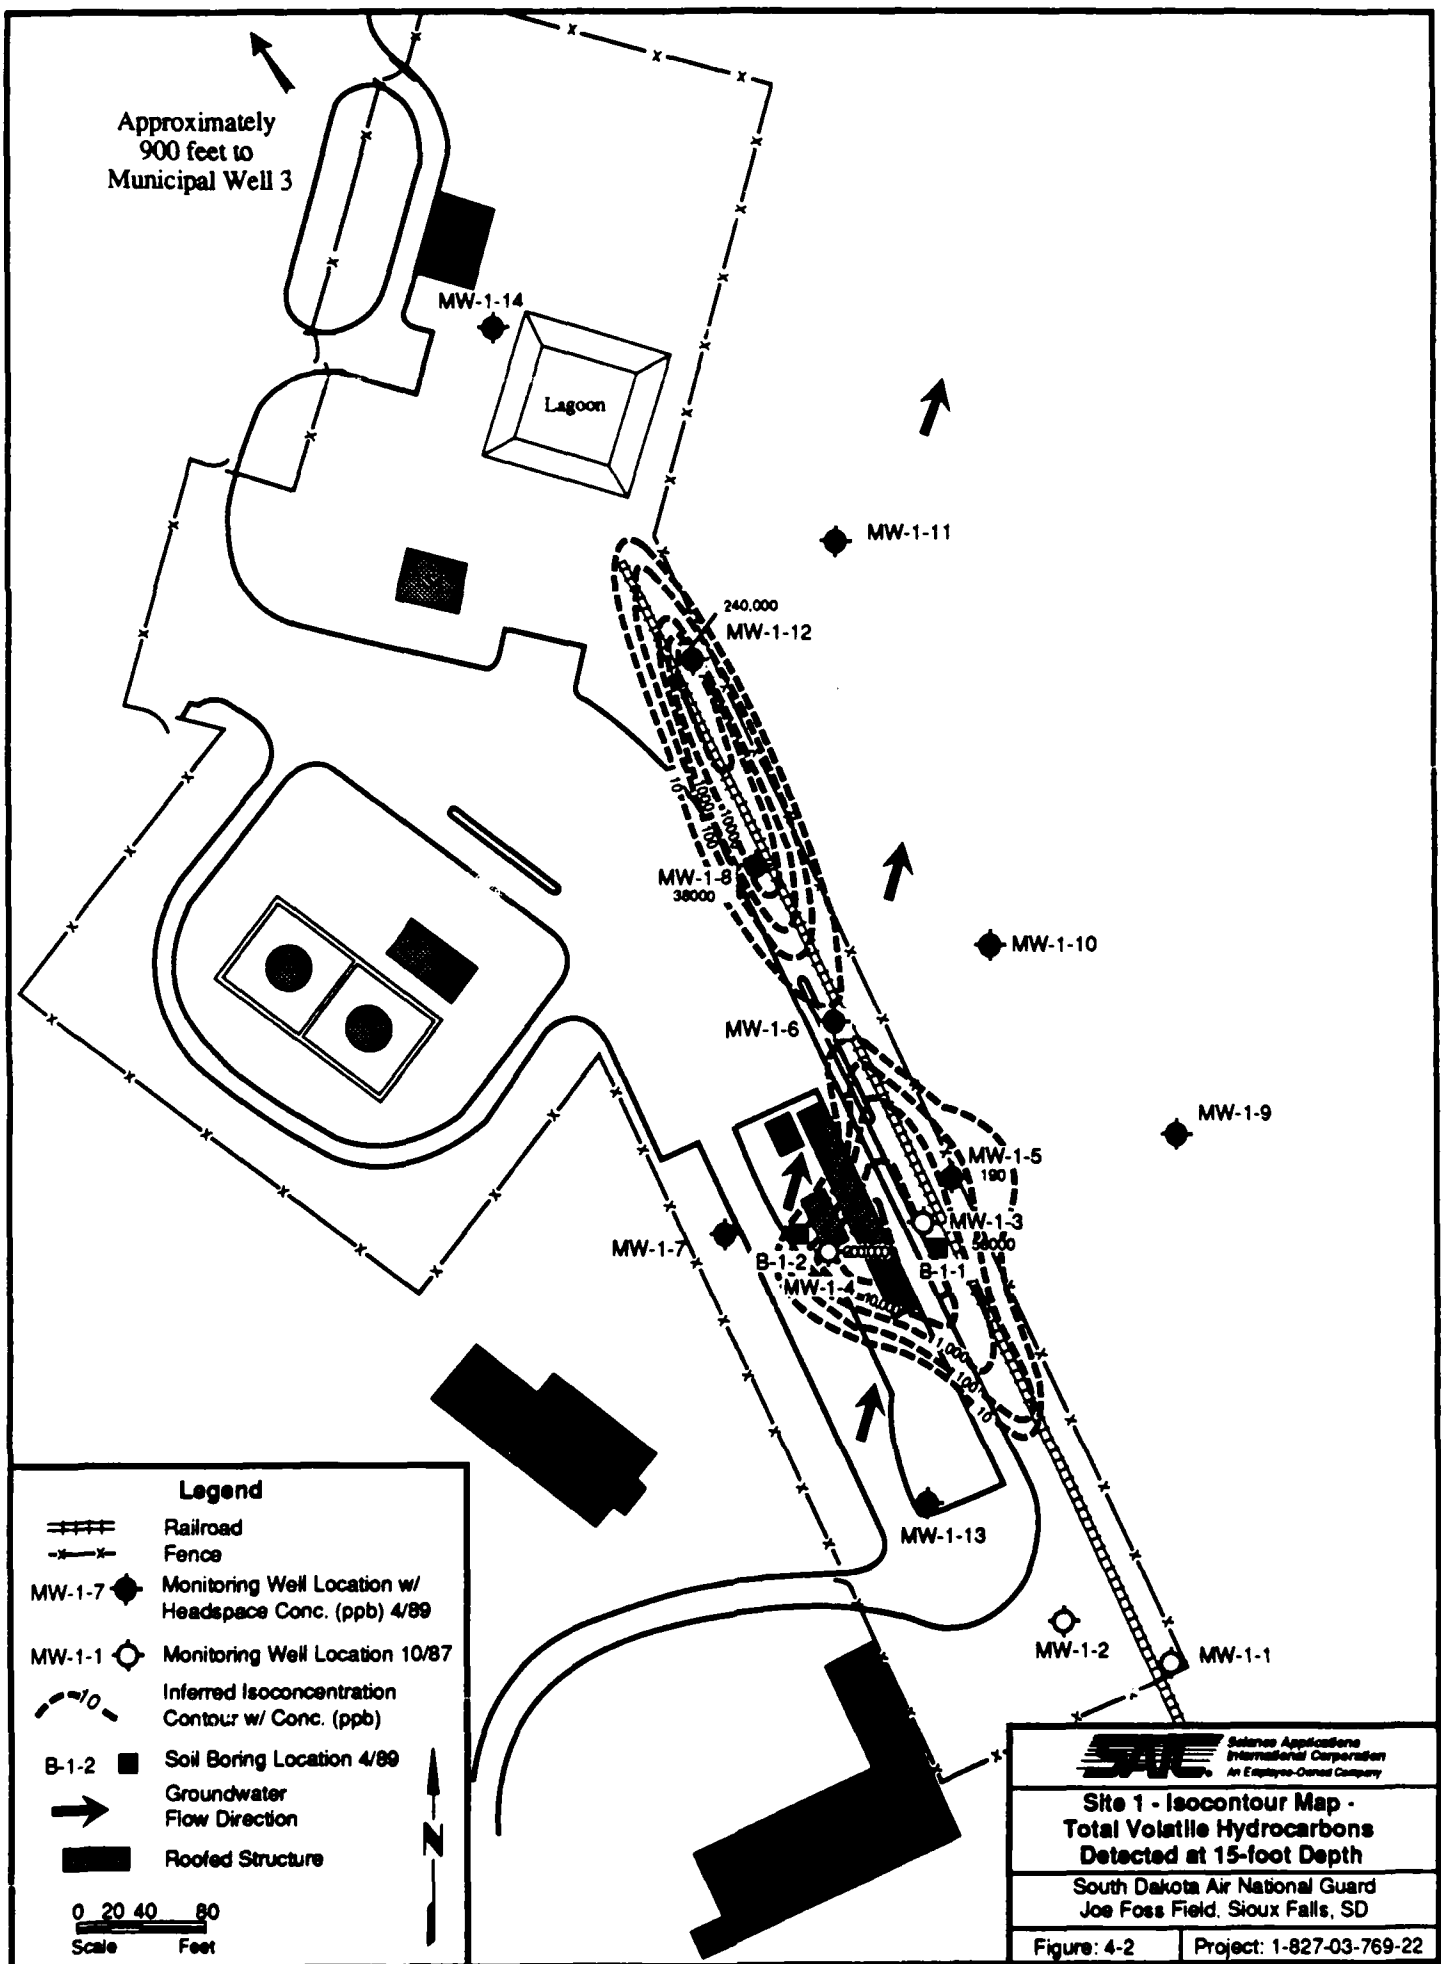 Approximately
900 feet to
Municipal Well 3
MW-1-14
Lagoon
MW-1-11
240,000
MW-1-12
10
1000
100
10000
MW-1-8
38000
MW-1-10
MW-1-6
MW-1-9
MW-1-5
190
MW-1-3
MW-1-7
B-1-2
B-1-1
MW-1-4
10,000
1,000
100
10
MW-1-13
MW-1-2
MW-1-1
Legend
Railroad
Fence
MW-1-7 Monitoring Well Location w/
Headspace Conc. (ppb) 4/89
MW-1-1 Monitoring Well Location 10/87
10 Inferred Isoconcentration
Contour w/ Conc. (ppb)
B-1-2 Soil Boring Location 4/89
Groundwater
Flow Direction
Roofed Structure
N
0 20 40 80
Scale Feet
SAIC
Science Applications
International Corporation
An Employee-Owned Company
Site 1 - Isocontour Map -
Total Volatile Hydrocarbons
Detected at 15-foot Depth
South Dakota Air National Guard
Joe Foss Field, Sioux Falls, SD
Figure: 4-2
Project: 1-827-03-769-22